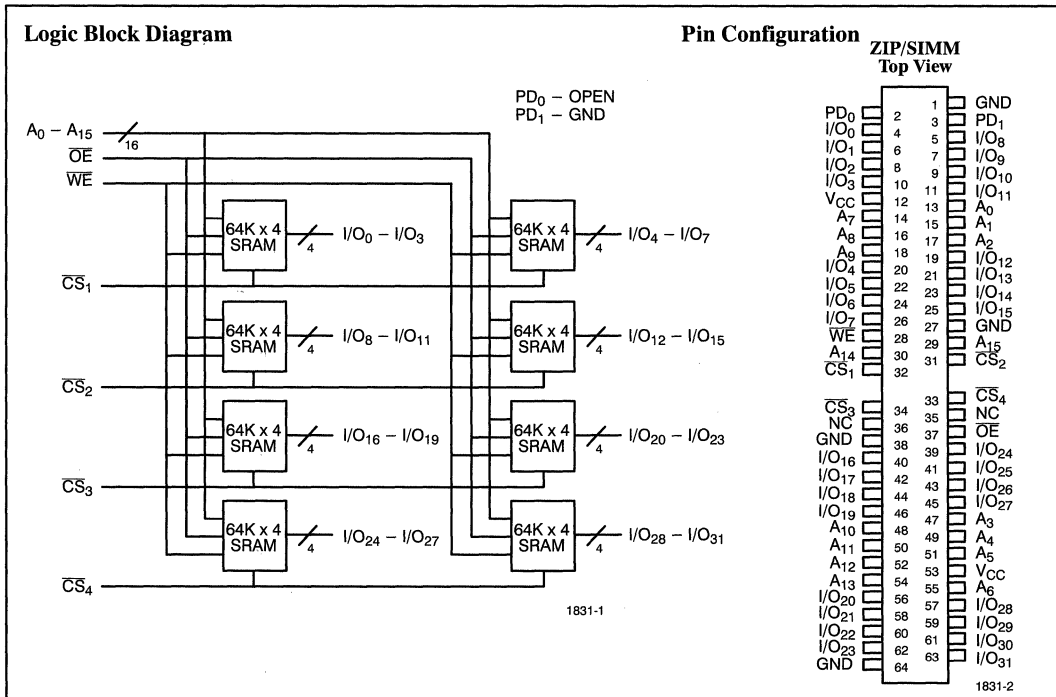 Logic Block Diagram
PD₀ – OPEN
PD₁ – GND
A₀ – A₁₅
16
OE
WE
64K x 4
SRAM
4
I/O₀ – I/O₃
64K x 4
SRAM
4
I/O₄ – I/O₇
CS₁
64K x 4
SRAM
4
I/O₈ – I/O₁₁
64K x 4
SRAM
4
I/O₁₂ – I/O₁₅
CS₂
64K x 4
SRAM
4
I/O₁₆ – I/O₁₉
64K x 4
SRAM
4
I/O₂₀ – I/O₂₃
CS₃
64K x 4
SRAM
4
I/O₂₄ – I/O₂₇
64K x 4
SRAM
4
I/O₂₈ – I/O₃₁
CS₄
1831-1
Pin Configuration
ZIP/SIMM
Top View
1 GND
PD₀ 2
3 PD₁
I/O₀ 4
5 I/O₈
I/O₁ 6
7 I/O₉
I/O₂ 8
9 I/O₁₀
I/O₃ 10
11 I/O₁₁
VCC 12
13 A₀
A₇ 14
15 A₁
A₈ 16
17 A₂
A₉ 18
19 I/O₁₂
I/O₄ 20
21 I/O₁₃
I/O₅ 22
23 I/O₁₄
I/O₆ 24
25 I/O₁₅
I/O₇ 26
27 GND
WE 28
29 A₁₅
A₁₄ 30
31 CS₂
CS₁ 32
33 CS₄
CS₃ 34
35 NC
NC 36
37 OE
GND 38
39 I/O₂₄
I/O₁₆ 40
41 I/O₂₅
I/O₁₇ 42
43 I/O₂₆
I/O₁₈ 44
45 I/O₂₇
I/O₁₉ 46
47 A₃
A₁₀ 48
49 A₄
A₁₁ 50
51 A₅
A₁₂ 52
53 VCC
A₁₃ 54
55 A₆
I/O₂₀ 56
57 I/O₂₈
I/O₂₁ 58
59 I/O₂₉
I/O₂₂ 60
61 I/O₃₀
I/O₂₃ 62
63 I/O₃₁
GND 64
1831-2